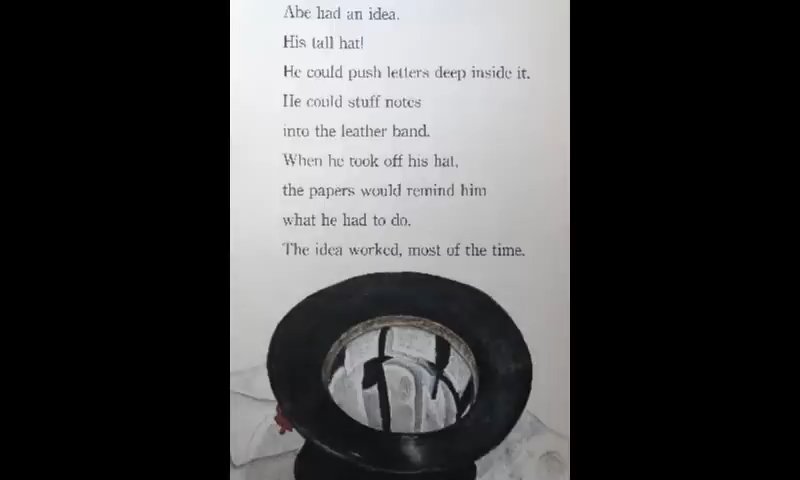 Abe had an idea.
His tall hat!
He could push letters deep inside it.
He could stuff notes
into the leather band.
When he took off his hat,
the papers would remind him
what he had to do.
The idea worked, most of the time.